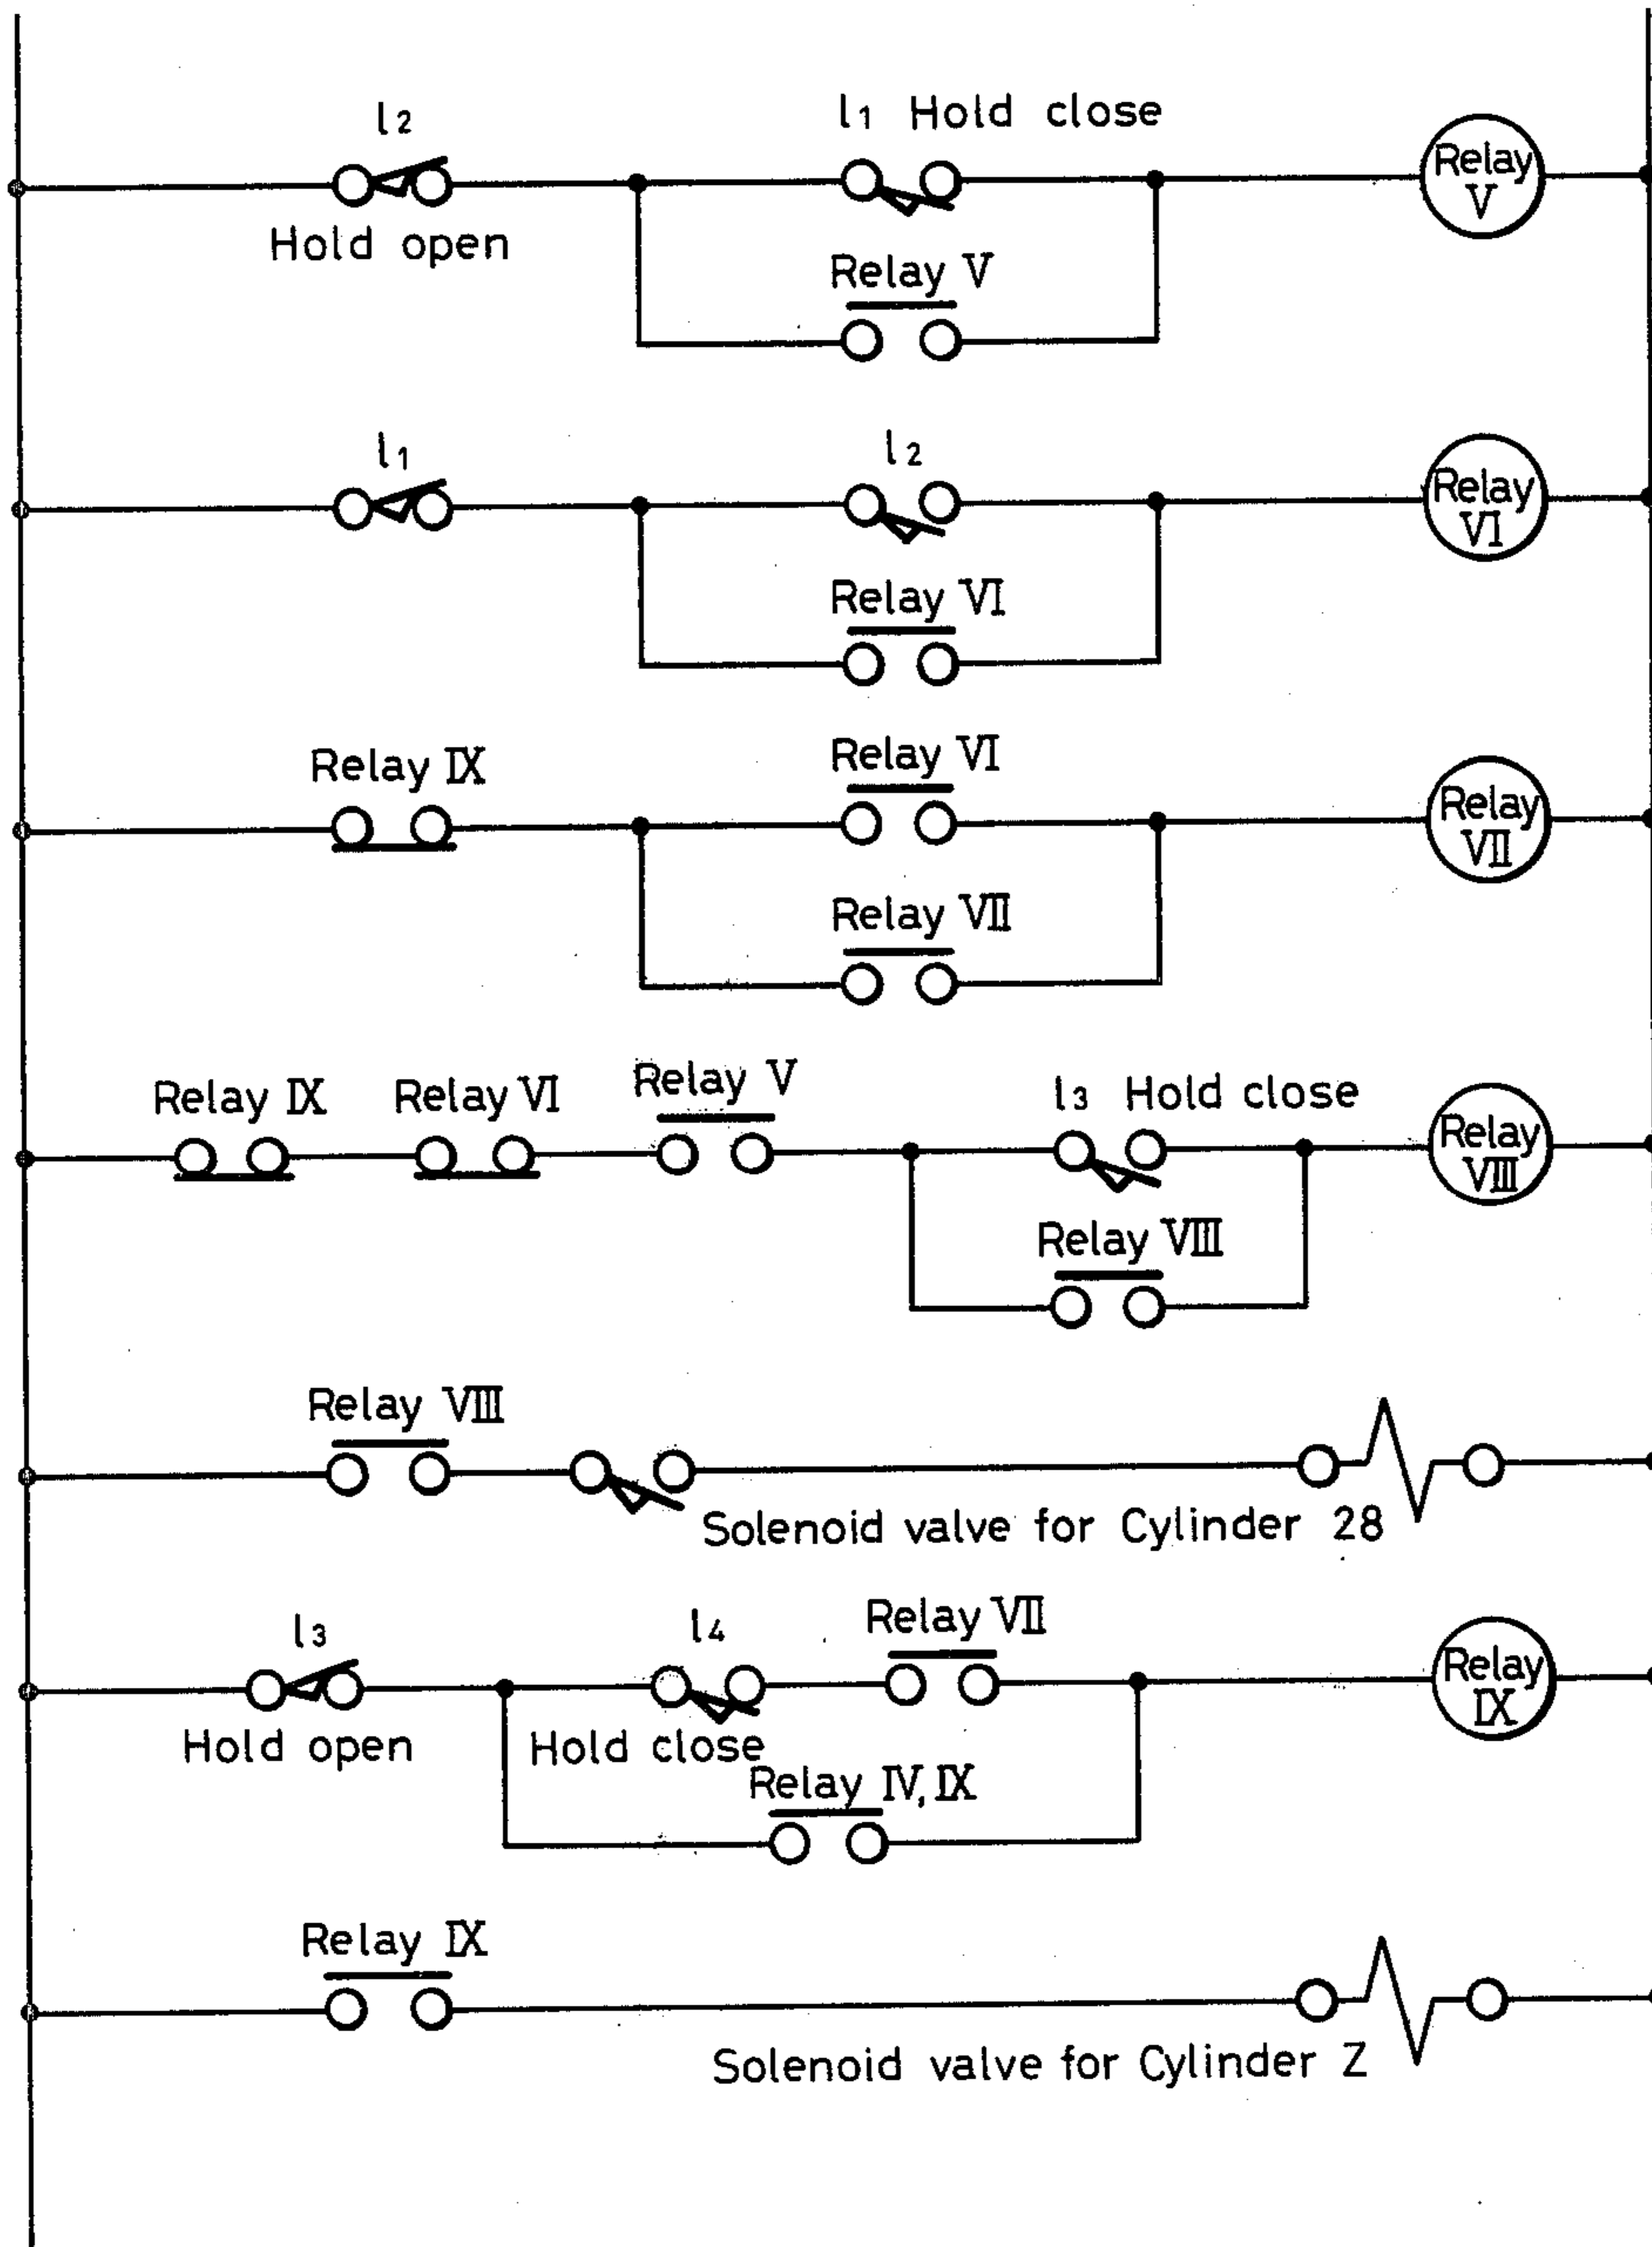 l2
l1 Hold close
Relay V
Hold open
Relay V
l1
l2
Relay VI
Relay VI
Relay IX
Relay VI
Relay VII
Relay VII
Relay IX
Relay VI
Relay V
l3 Hold close
Relay VIII
Relay VIII
Relay VIII
Solenoid valve for Cylinder 28
l3
l4
Relay VII
Relay IX
Hold open
Hold close
Relay IV, IX
Relay IX
Solenoid valve for Cylinder Z